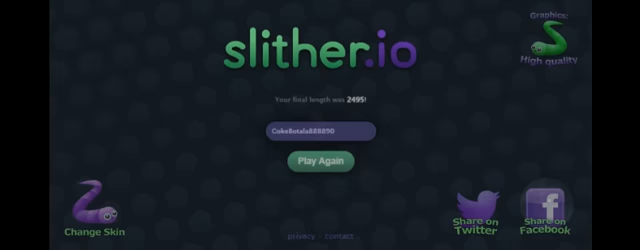 Graphics:
slither.io
High quality
Your final length was 2495!
Play Again
Change Skin
Share on
Twitter
Share on
Facebook
privacy - contact